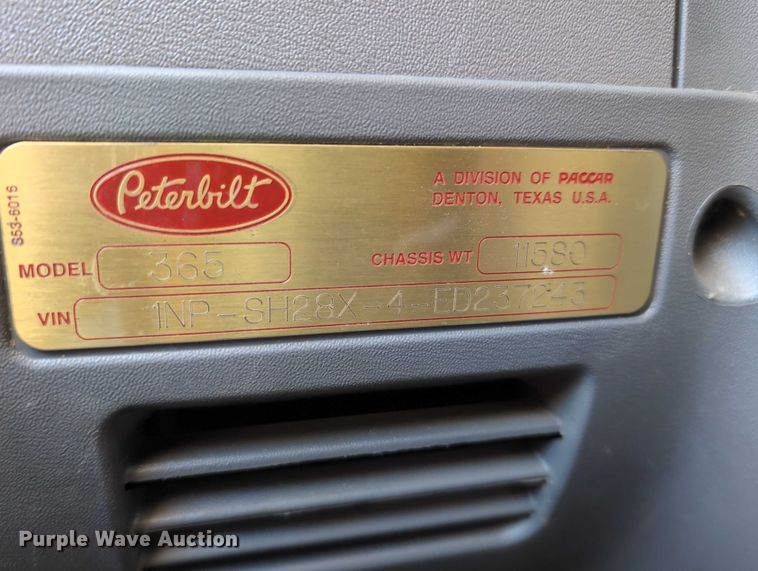 S53-6016
Peterbilt
A DIVISION OF PACCAR
DENTON, TEXAS U.S.A.
MODEL 365
CHASSIS WT 11580
VIN 1NP-SH28X-4-ED237243
Purple Wave Auction